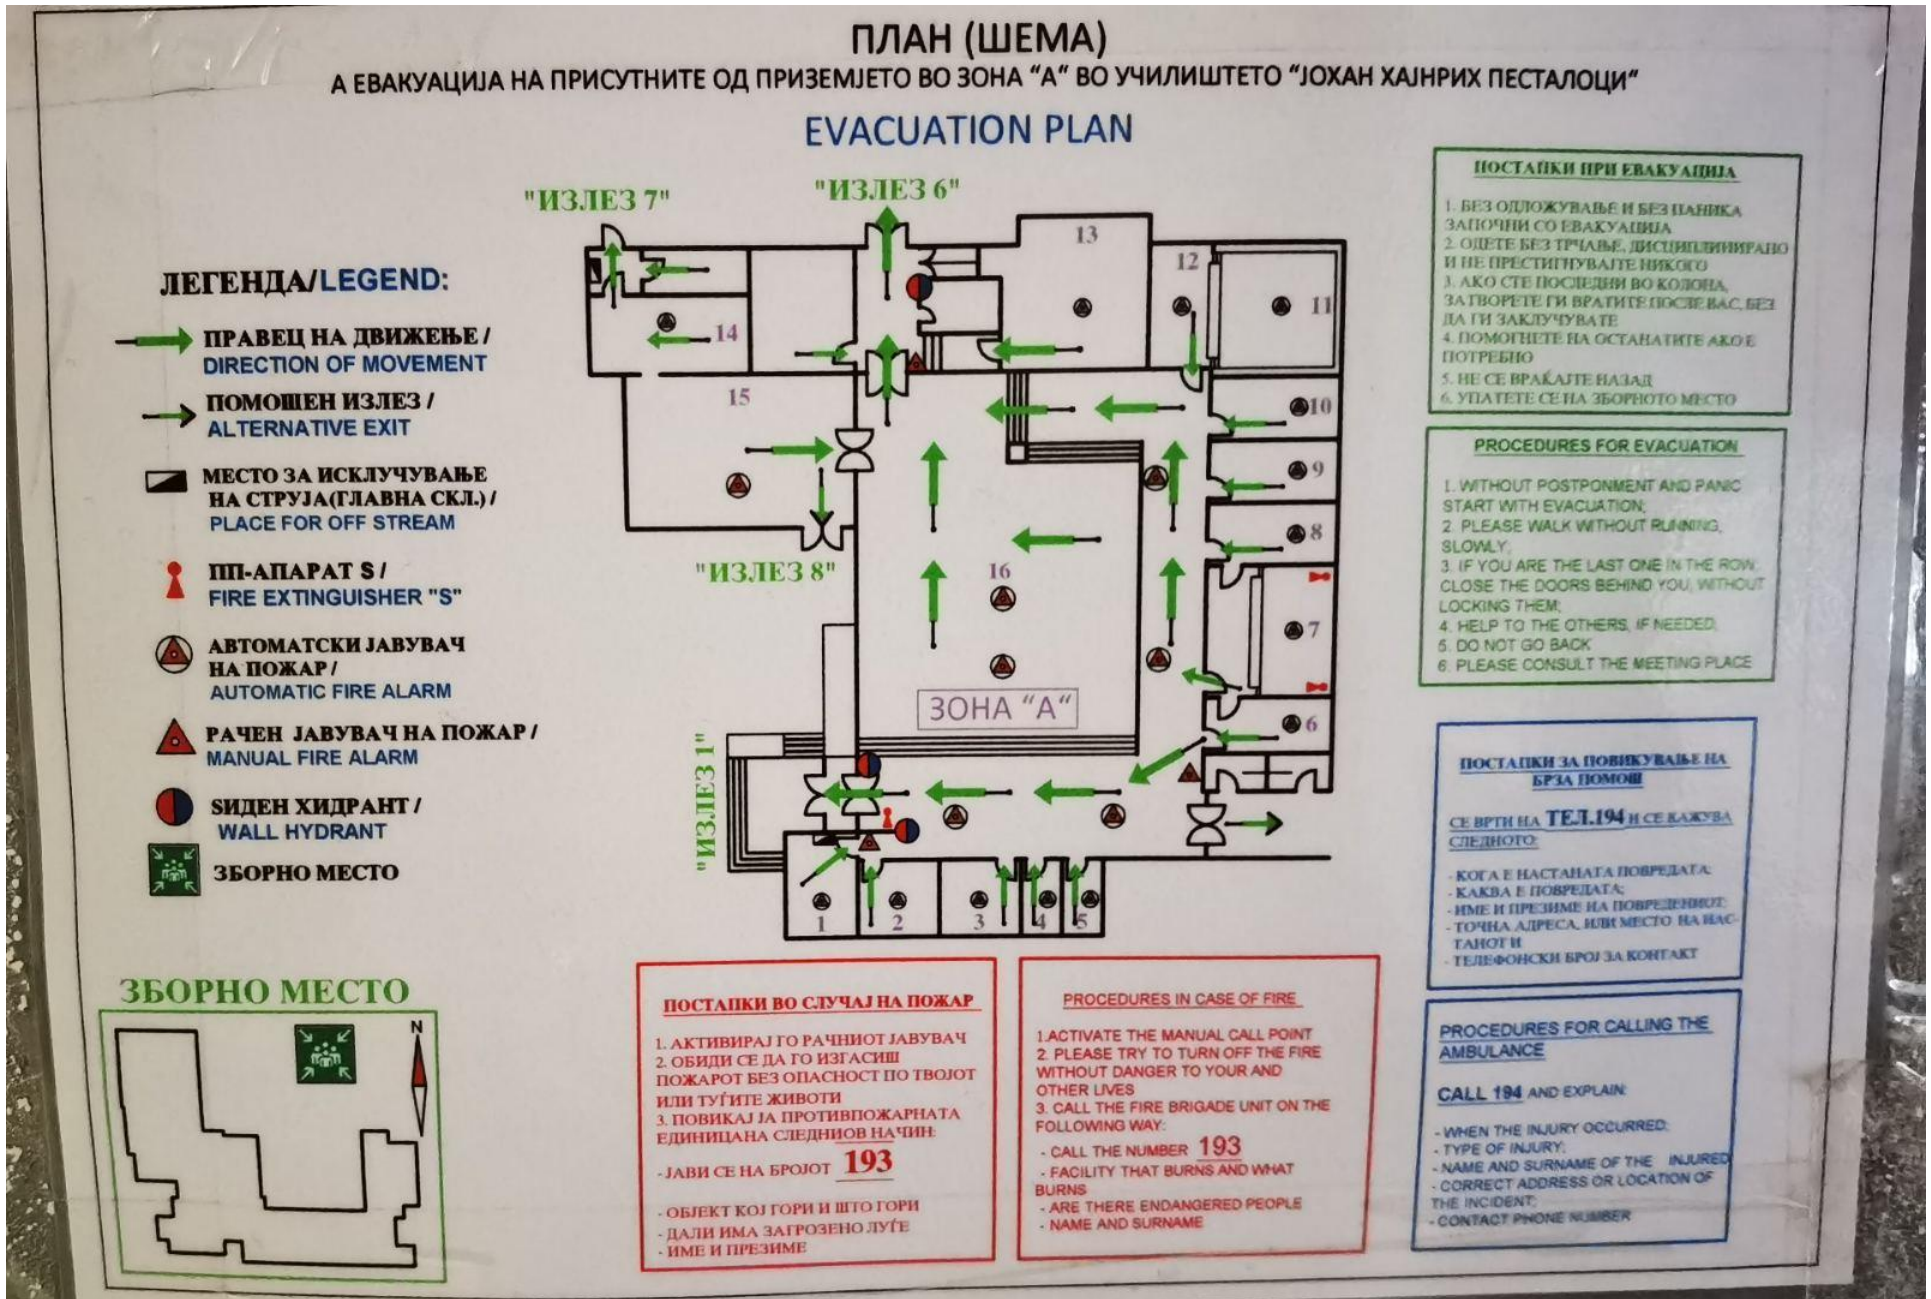 ПЛАН (ШЕМА)
А ЕВАКУАЦИЈА НА ПРИСУТНИТЕ ОД ПРИЗЕМЈЕТО ВО ЗОНА "А" ВО УЧИЛИШТЕТО "ЈОХАН ХАЈНРИХ ПЕСТАЛОЦИ"
EVACUATION PLAN
ЛЕГЕНДА/LEGEND:
ПРАВЕЦ НА ДВИЖЕЊЕ /
DIRECTION OF MOVEMENT
ПОМОШЕН ИЗЛЕЗ /
ALTERNATIVE EXIT
МЕСТО ЗА ИСКЛУЧУВАЊЕ
НА СТРУЈА(ГЛАВНА СКЛ.) /
PLACE FOR OFF STREAM
ПП-АПАРАТ S /
FIRE EXTINGUISHER "S"
АВТОМАТСКИ ЈАВУВАЧ
НА ПОЖАР /
AUTOMATIC FIRE ALARM
РАЧЕН ЈАВУВАЧ НА ПОЖАР /
MANUAL FIRE ALARM
ЅИДЕН ХИДРАНТ /
WALL HYDRANT
ЗБОРНО МЕСТО
"ИЗЛЕЗ 7"
"ИЗЛЕЗ 6"
13
12
11
14
15
10
9
8
"ИЗЛЕЗ 8"
16
7
ЗОНА "А"
6
"ИЗЛЕЗ 1"
1
2
3
4
5
ПОСТАПКИ ПРИ ЕВАКУАЦИЈА
1. БЕЗ ОДЛОЖУВАЊЕ И БЕЗ ПАНИКА
ЗАПОЧНИ СО ЕВАКУАЦИЈА
2. ОДЕТЕ БЕЗ ТРЧАЊЕ, ДИСЦИПЛИНИРАНО
И НЕ ПРЕСТИГНУВАЈТЕ НИКОГО
3. АКО СТЕ ПОСЛЕДНИ ВО КОЛОНА,
ЗАТВОРЕТЕ ГИ ВРАТИТЕ ПОСЛЕ ВАС, БЕЗ
ДА ГИ ЗАКЛУЧУВАТЕ
4. ПОМОГНЕТЕ НА ОСТАНАТИТЕ АКО Е
ПОТРЕБНО
5. НЕ СЕ ВРАЌАЈТЕ НАЗАД
6. УПАТЕТЕ СЕ НА ЗБОРНОТО МЕСТО
PROCEDURES FOR EVACUATION
1. WITHOUT POSTPONMENT AND PANIC
START WITH EVACUATION;
2. PLEASE WALK WITHOUT RUNNING,
SLOWLY;
3. IF YOU ARE THE LAST ONE IN THE ROW,
CLOSE THE DOORS BEHIND YOU, WITHOUT
LOCKING THEM;
4. HELP TO THE OTHERS, IF NEEDED,
5. DO NOT GO BACK
6. PLEASE CONSULT THE MEETING PLACE
ПОСТАПКИ ЗА ПОВИКУВАЊЕ НА
БРЗА ПОМОШ
СЕ ВРТИ НА ТЕЛ.194 И СЕ КАЖУВА
СЛЕДНОТО:
- КОГА Е НАСТАНАТА ПОВРЕДАТА;
- КАКВА Е ПОВРЕДАТА;
- ИМЕ И ПРЕЗИМЕ НА ПОВРЕДЕНИОТ;
- ТОЧНА АДРЕСА, ИЛИ МЕСТО НА НАС-
ТАНОТ И
- ТЕЛЕФОНСКИ БРОЈ ЗА КОНТАКТ
PROCEDURES FOR CALLING THE
AMBULANCE
CALL 194 AND EXPLAIN:
- WHEN THE INJURY OCCURRED;
- TYPE OF INJURY;
- NAME AND SURNAME OF THE INJURED
- CORRECT ADDRESS OR LOCATION OF
THE INCIDENT;
- CONTACT PHONE NUMBER
ЗБОРНО МЕСТО
N
ПОСТАПКИ ВО СЛУЧАЈ НА ПОЖАР
1. АКТИВИРАЈ ГО РАЧНИОТ ЈАВУВАЧ
2. ОБИДИ СЕ ДА ГО ИЗГАСИШ
ПОЖАРОТ БЕЗ ОПАСНОСТ ПО ТВОЈОТ
ИЛИ ТУЃИТЕ ЖИВОТИ
3. ПОВИКАЈ ЈА ПРОТИВПОЖАРНАТА
ЕДИНИЦАНА СЛЕДНИОВ НАЧИН:
- ЈАВИ СЕ НА БРОЈОТ 193
- ОБЈЕКТ КОЈ ГОРИ И ШТО ГОРИ
- ДАЛИ ИМА ЗАГРОЗЕНО ЛУЃЕ
- ИМЕ И ПРЕЗИМЕ
PROCEDURES IN CASE OF FIRE
1.ACTIVATE THE MANUAL CALL POINT
2. PLEASE TRY TO TURN OFF THE FIRE
WITHOUT DANGER TO YOUR AND
OTHER LIVES
3. CALL THE FIRE BRIGADE UNIT ON THE
FOLLOWING WAY:
- CALL THE NUMBER 193
- FACILITY THAT BURNS AND WHAT
BURNS
- ARE THERE ENDANGERED PEOPLE
- NAME AND SURNAME